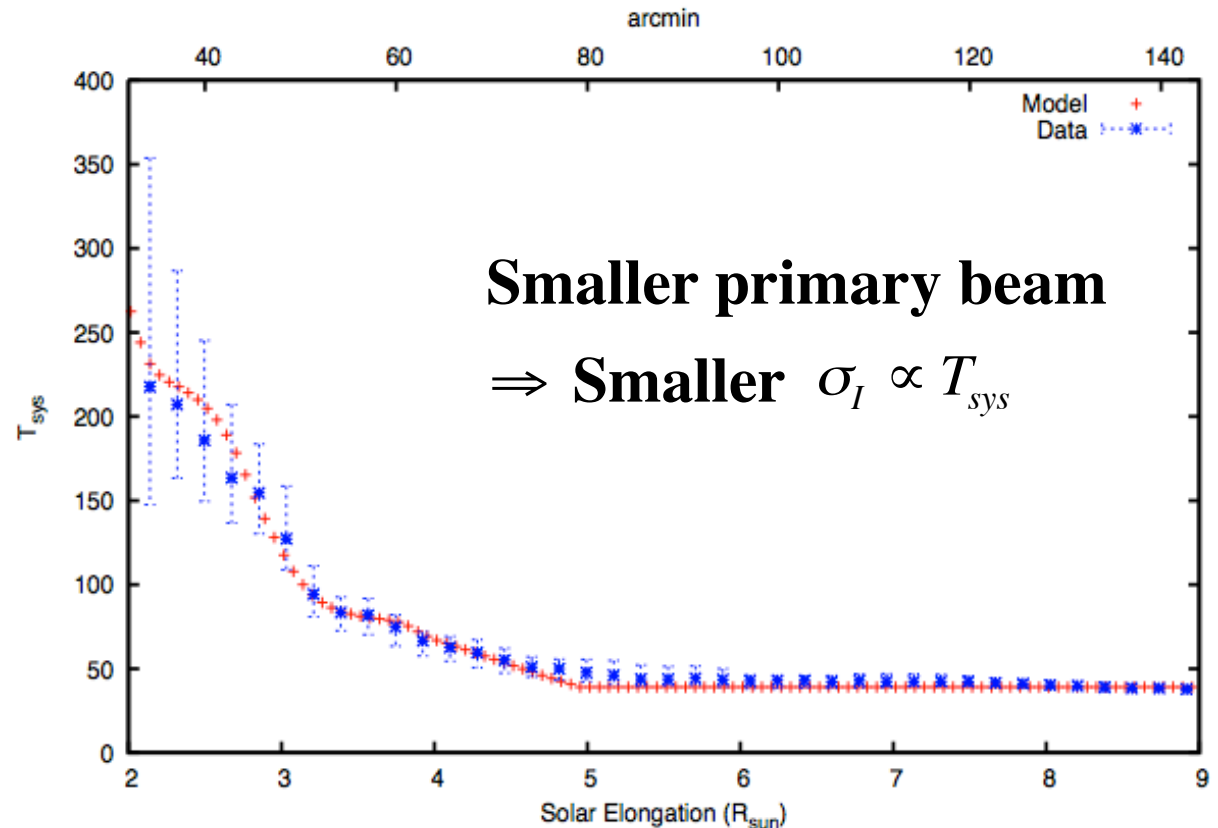 arcmin
40 60 80 100 120 140
400
350
300
250
200
150
100
50
0
T_sys
Model
Data
Smaller primary beam
⇒ Smaller σ_I ∝ T_sys
2 3 4 5 6 7 8 9
Solar Elongation (R_sun)